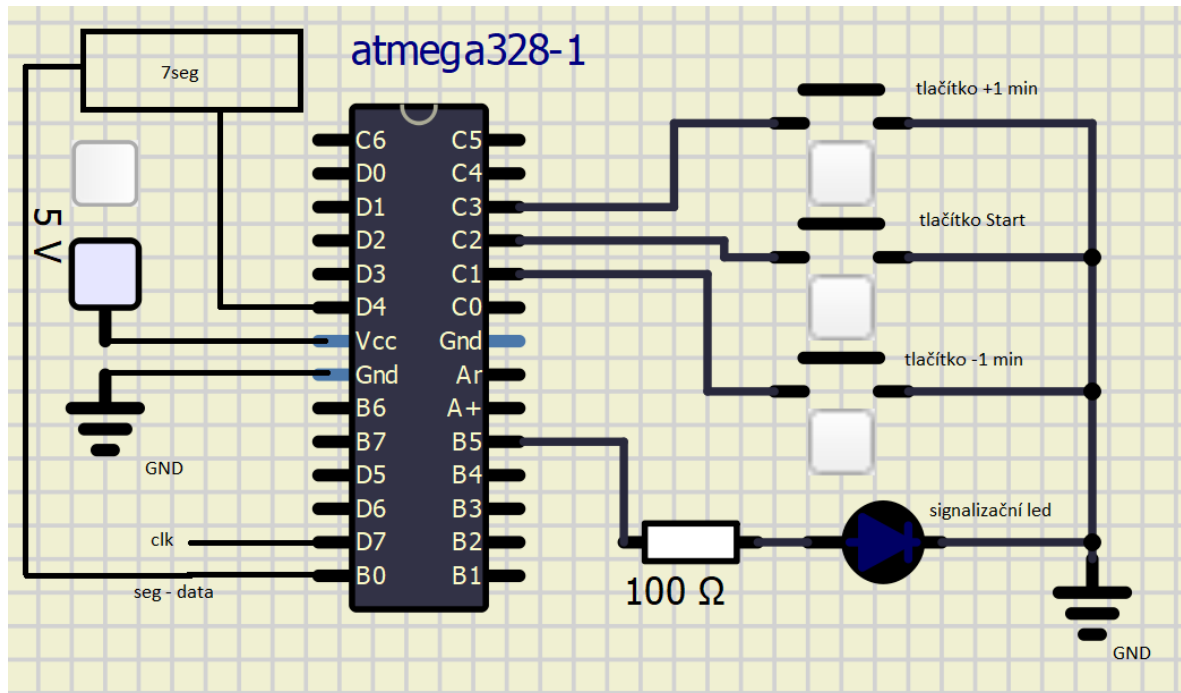 atmega328-1
7seg
5 V
GND
clk
seg - data
C6
D0
D1
D2
D3
D4
Vcc
Gnd
B6
B7
D5
D6
D7
B0
C5
C4
C3
C2
C1
C0
Gnd
Ar
A+
B5
B4
B3
B2
B1
tlačítko +1 min
tlačítko Start
tlačítko -1 min
signalizační led
100 Ω
GND